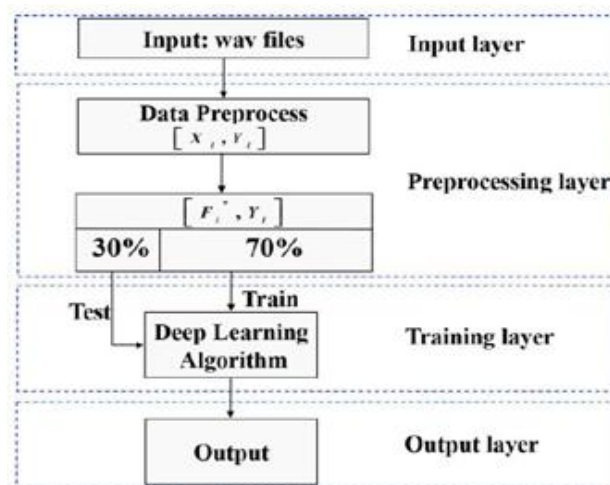 Input: wav files
Input layer
Data Preprocess
[ X_i , Y_i ]
Preprocessing layer
[ F_i^* , Y_i ]
30% 70%
Test
Train
Deep Learning
Algorithm
Training layer
Output
Output layer